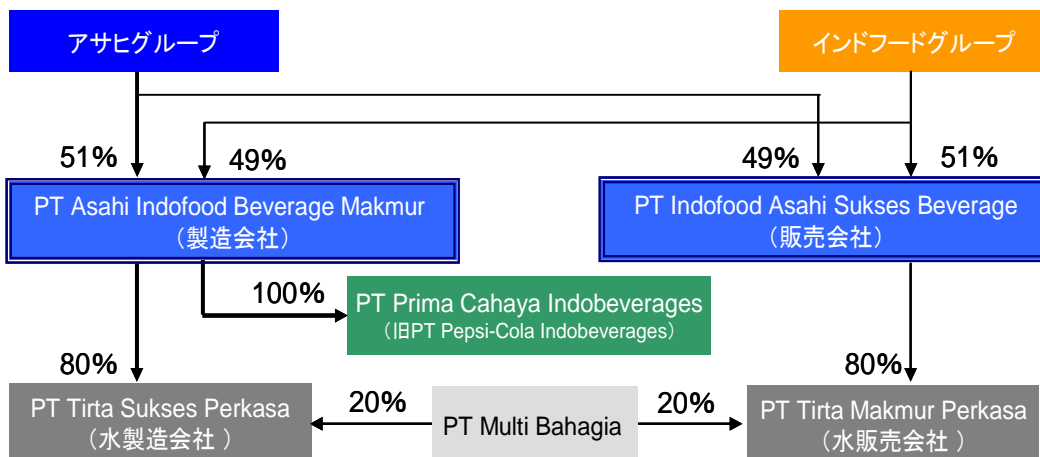 アサヒグループ
インドフードグループ
51%
49%
49%
51%
PT Asahi Indofood Beverage Makmur
（製造会社）
PT Indofood Asahi Sukses Beverage
（販売会社）
100%
PT Prima Cahaya Indobeverages
（旧PT Pepsi-Cola Indobeverages）
80%
80%
PT Tirta Sukses Perkasa
（水製造会社 ）
20%
PT Multi Bahagia
20%
PT Tirta Makmur Perkasa
（水販売会社 ）